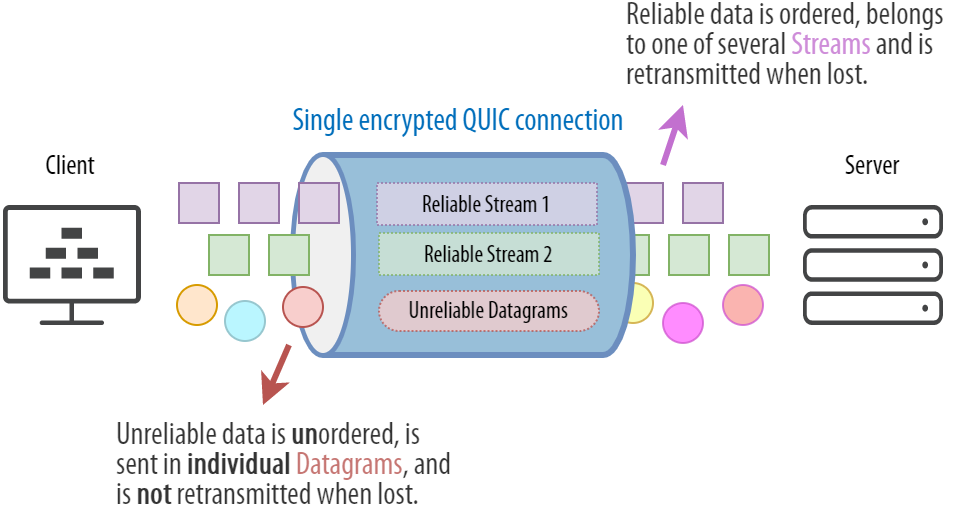 Reliable data is ordered, belongs
to one of several Streams and is
retransmitted when lost.
Single encrypted QUIC connection
Client
Server
Reliable Stream 1
Reliable Stream 2
Unreliable Datagrams
Unreliable data is unordered, is
sent in individual Datagrams, and
is not retransmitted when lost.